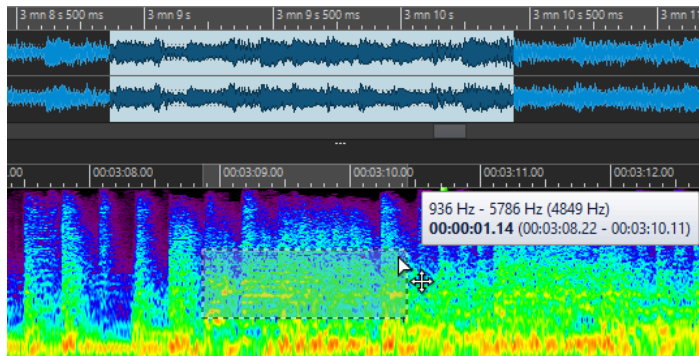 3 mn 8 s 500 ms 3 mn 9 s 3 mn 9 s 500 ms 3 mn 10 s 3 mn 10 s 500 ms 3 mn 1
.00 00:03:08.00 00:03:09.00 00:03:10.00 00:03:11.00 00:03:12.00
936 Hz - 5786 Hz (4849 Hz)
00:00:01.14 (00:03:08.22 - 00:03:10.11)